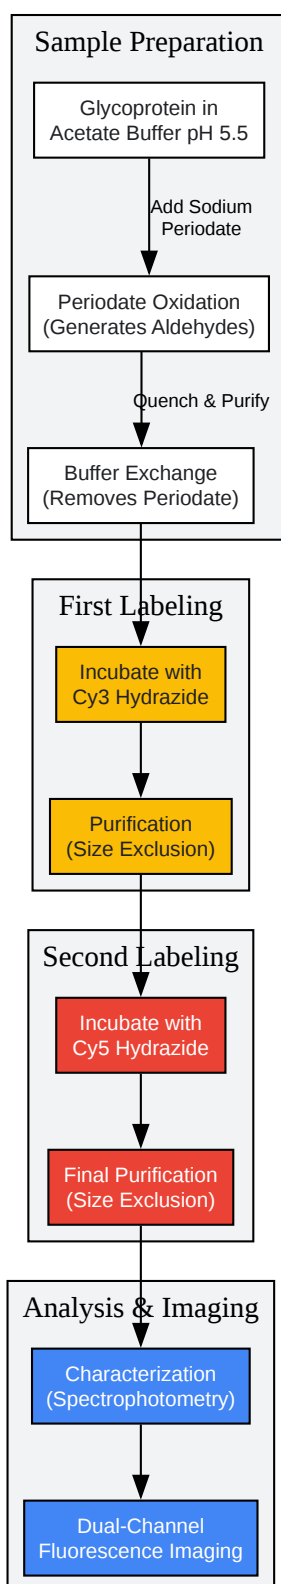 Sample Preparation
Glycoprotein in
Acetate Buffer pH 5.5
Add Sodium
Periodate
Periodate Oxidation
(Generates Aldehydes)
Quench & Purify
Buffer Exchange
(Removes Periodate)
First Labeling
Incubate with
Cy3 Hydrazide
Purification
(Size Exclusion)
Second Labeling
Incubate with
Cy5 Hydrazide
Final Purification
(Size Exclusion)
Analysis & Imaging
Characterization
(Spectrophotometry)
Dual-Channel
Fluorescence Imaging